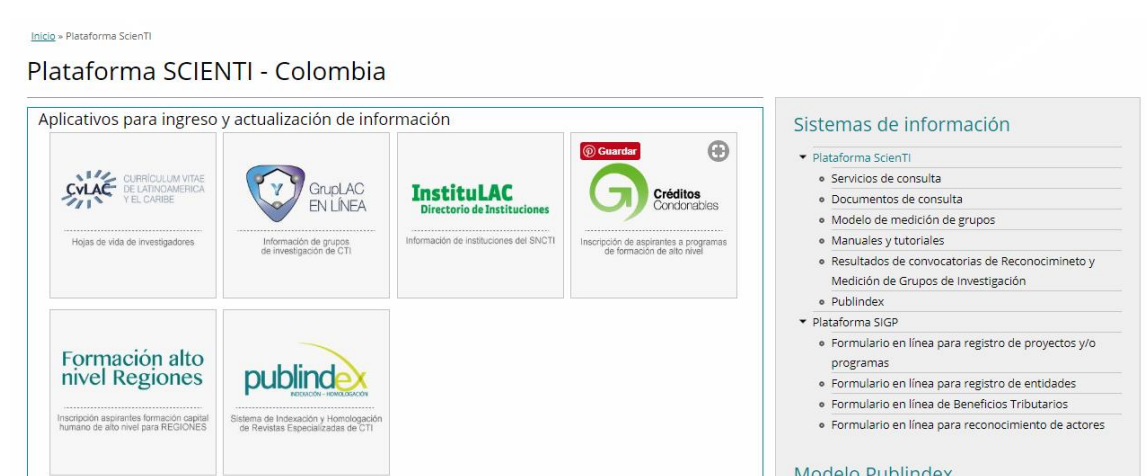 Inicio » Plataforma ScienTI
Plataforma SCIENTI - Colombia
Aplicativos para ingreso y actualización de información
CvLAC
CURRÍCULUM VITAE
DE LATINOAMERICA
Y EL CARIBE
Hojas de vida de investigadores
GrupLAC
EN LÍNEA
Información de grupos
de investigación de CTI
InstituLAC
Directorio de Instituciones
Información de instituciones del SNCTI
Guardar
Créditos
Condonables
Inscripción de aspirantes a programas
de formación de alto nivel
Formación alto
nivel Regiones
Inscripción aspirantes formación capital
humano de alto nivel para REGIONES
publindex
INDEXACIÓN - HOMOLOGACIÓN
Sistema de Indexación y Homologación
de Revistas Especializadas de CTI
Sistemas de información
Plataforma ScienTI
Servicios de consulta
Documentos de consulta
Modelo de medición de grupos
Manuales y tutoriales
Resultados de convocatorias de Reconocimineto y
Medición de Grupos de Investigación
Publindex
Plataforma SIGP
Formulario en línea para registro de proyectos y/o
programas
Formulario en línea para registro de entidades
Formulario en línea de Beneficios Tributarios
Formulario en línea para reconocimiento de actores
Modelo Publindex